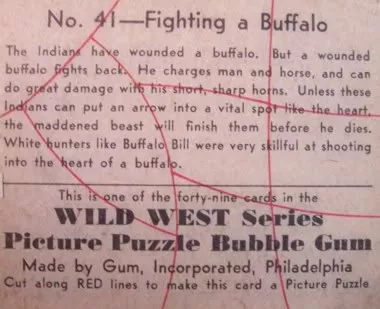 No. 41—Fighting a Buffalo
The Indians have wounded a buffalo. But a wounded
buffalo fights back. He charges man and horse, and can
do great damage with his short, sharp horns. Unless these
Indians can put an arrow into a vital spot like the heart,
the maddened beast will finish them before he dies.
White hunters like Buffalo Bill were very skillful at shooting
into the heart of a buffalo.
This is one of the forty-nine cards in the
WILD WEST Series
Picture Puzzle Bubble Gum
Made by Gum, Incorporated, Philadelphia
Cut along RED lines to make this card a Picture Puzzle